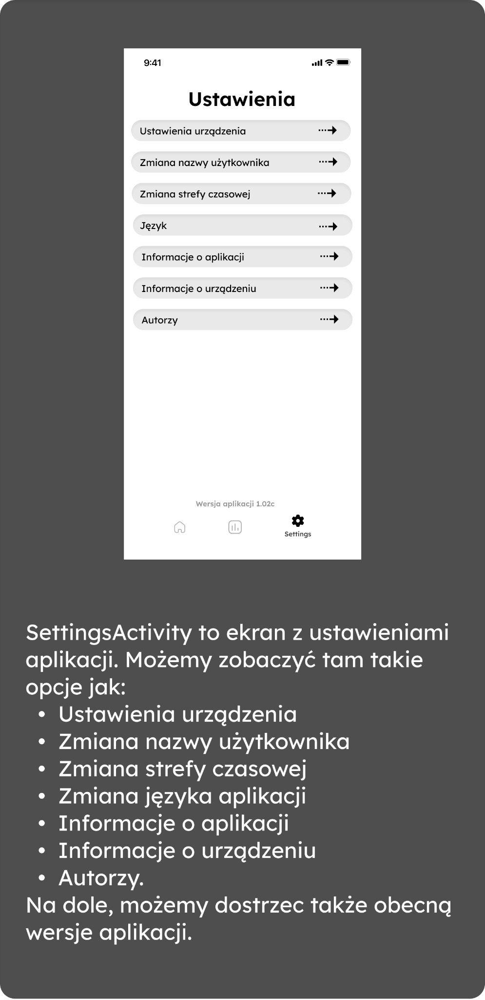 9:41
Ustawienia
Ustawienia urządzenia
Zmiana nazwy użytkownika
Zmiana strefy czasowej
Język
Informacje o aplikacji
Informacje o urządzeniu
Autorzy
Wersja aplikacji 1.02c
Settings
SettingsActivity to ekran z ustawieniami
aplikacji. Możemy zobaczyć tam takie
opcje jak:
• Ustawienia urządzenia
• Zmiana nazwy użytkownika
• Zmiana strefy czasowej
• Zmiana języka aplikacji
• Informacje o aplikacji
• Informacje o urządzeniu
• Autorzy.
Na dole, możemy dostrzec także obecną
wersje aplikacji.